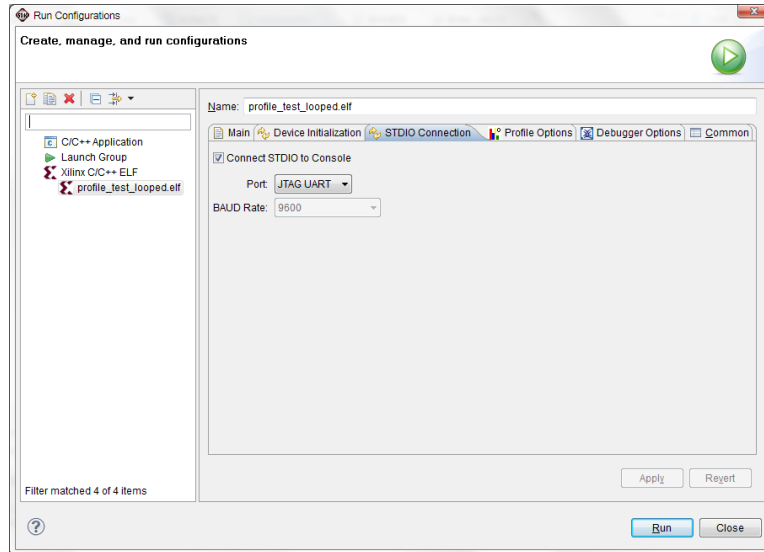 Run Configurations
Create, manage, and run configurations
Name: profile_test_looped.elf
Main Device Initialization STDIO Connection Profile Options Debugger Options Common
C/C++ Application
Launch Group
Xilinx C/C++ ELF
profile_test_looped.elf
Connect STDIO to Console
Port: JTAG UART
BAUD Rate: 9600
Apply Revert
Filter matched 4 of 4 items
Run Close